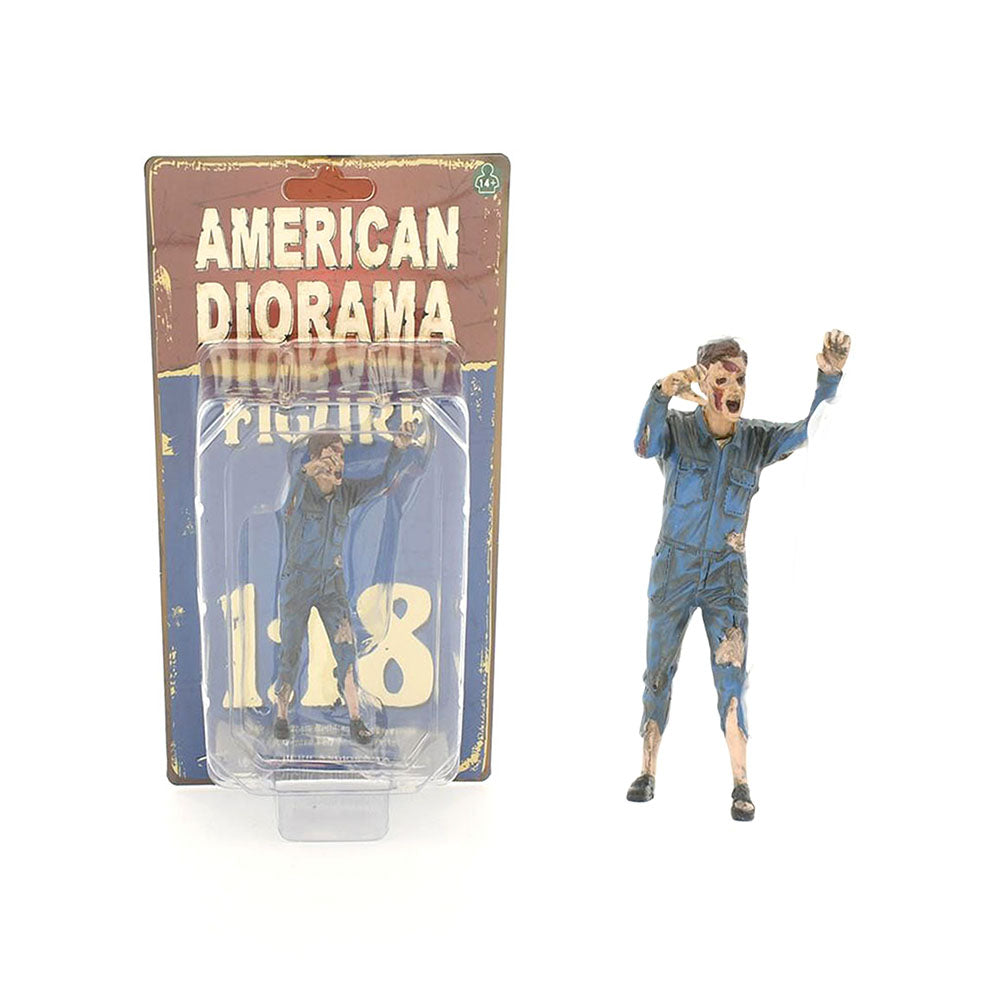 14+
AMERICAN
DIORAMA
FIGURE
1:18